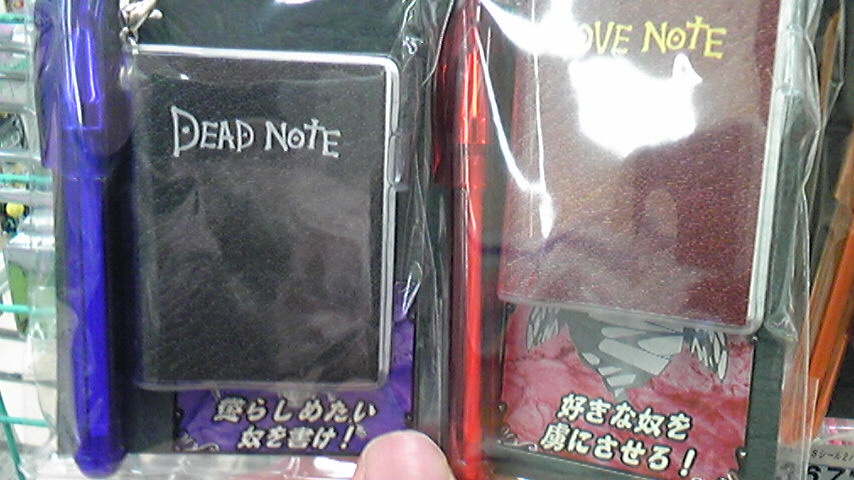 DEAD NOTE
懲らしめたい
奴を書け!
OVE NOTE
好きな奴を
虜にさせろ!